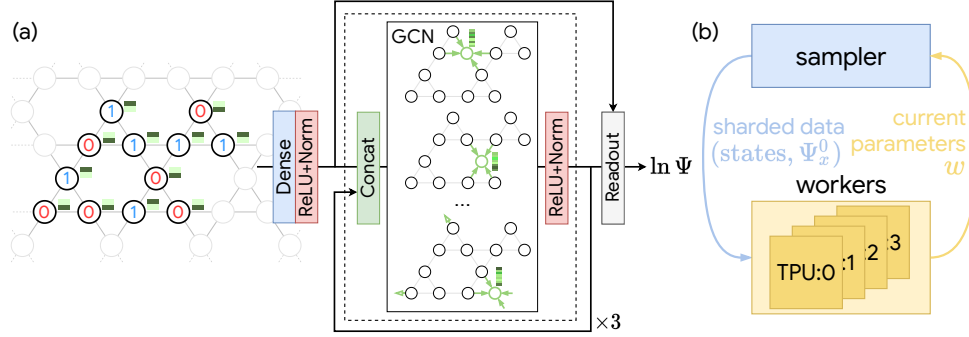 (a)
1 0
0 1 1 1
1 0
0 0 1 0
Dense
ReLU+Norm
Concat
GCN
...
ReLU+Norm
Readout
×3
ln Ψ
(b)
sampler
sharded data
(states, Ψ⁰ₓ)
current
parameters
w
workers
TPU:0
:1
:2
:3